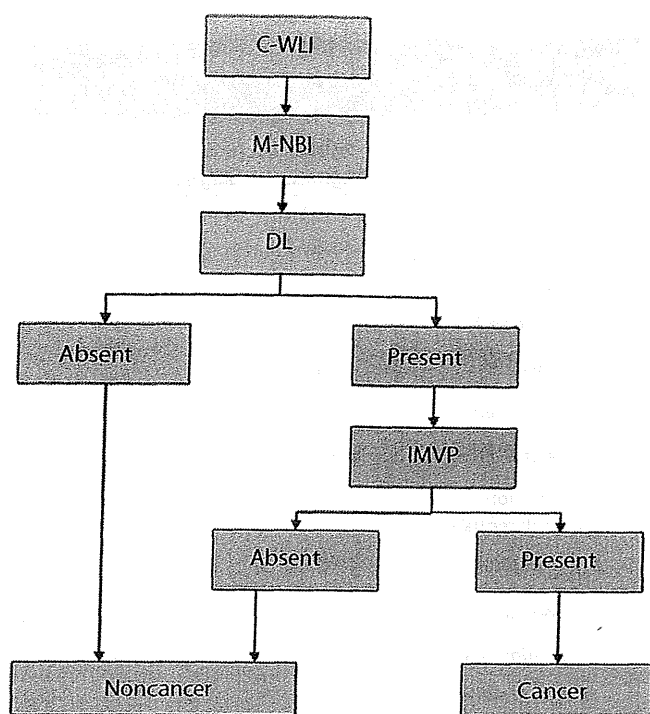 C-WLI
M-NBI
DL
Absent
Present
IMVP
Absent
Present
Noncancer
Cancer